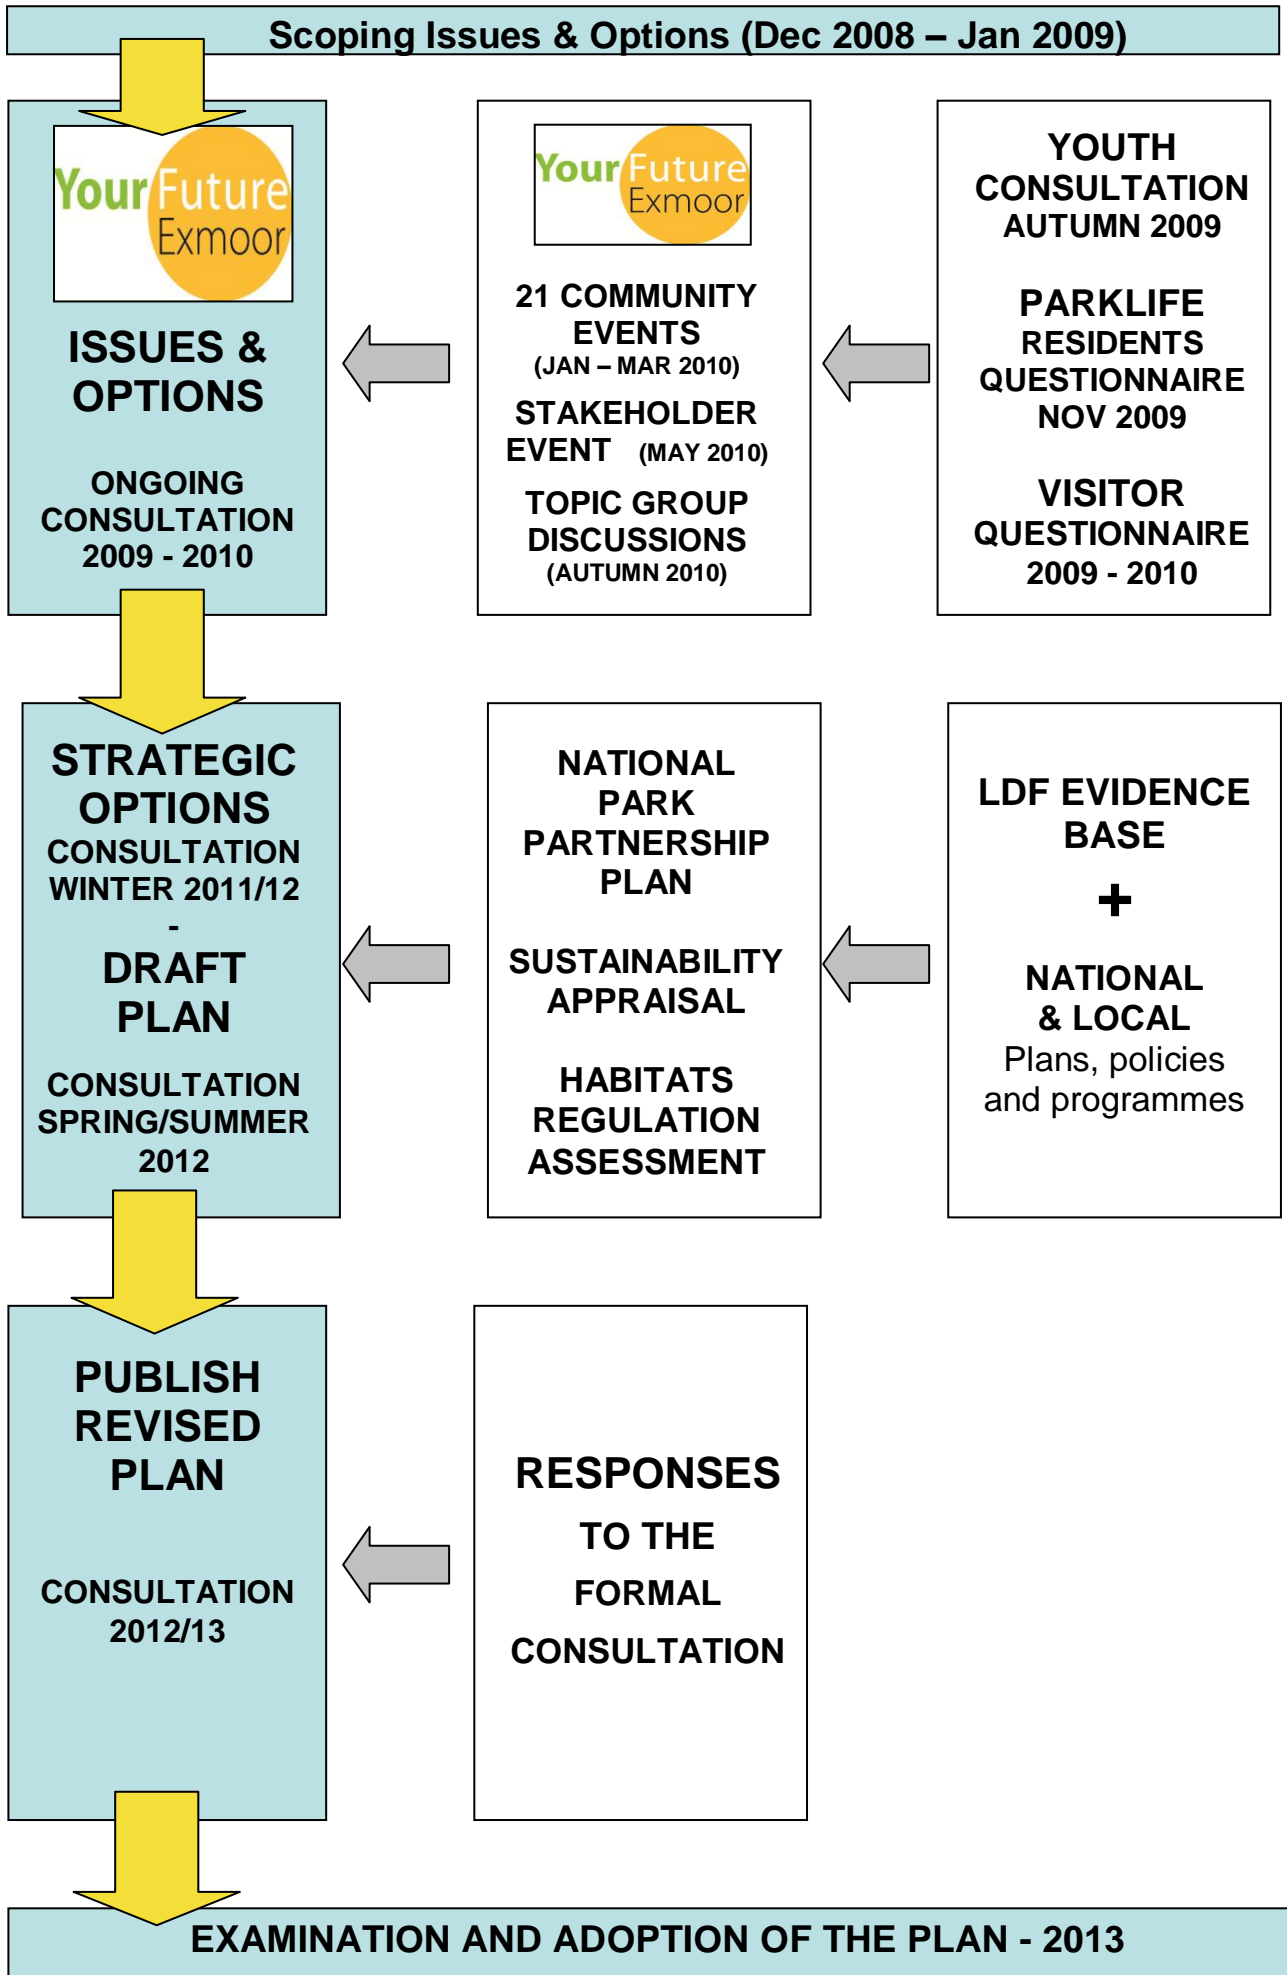 Scoping Issues & Options (Dec 2008 – Jan 2009)
Your Future
Exmoor
ISSUES &
OPTIONS
ONGOING
CONSULTATION
2009 - 2010
Your Future
Exmoor
21 COMMUNITY
EVENTS
(JAN – MAR 2010)
STAKEHOLDER
EVENT (MAY 2010)
TOPIC GROUP
DISCUSSIONS
(AUTUMN 2010)
YOUTH
CONSULTATION
AUTUMN 2009
PARKLIFE
RESIDENTS
QUESTIONNAIRE
NOV 2009
VISITOR
QUESTIONNAIRE
2009 - 2010
STRATEGIC
OPTIONS
CONSULTATION
WINTER 2011/12
-
DRAFT
PLAN
CONSULTATION
SPRING/SUMMER
2012
NATIONAL
PARK
PARTNERSHIP
PLAN
SUSTAINABILITY
APPRAISAL
HABITATS
REGULATION
ASSESSMENT
LDF EVIDENCE
BASE
+
NATIONAL
& LOCAL
Plans, policies
and programmes
PUBLISH
REVISED
PLAN
CONSULTATION
2012/13
RESPONSES
TO THE
FORMAL
CONSULTATION
EXAMINATION AND ADOPTION OF THE PLAN - 2013